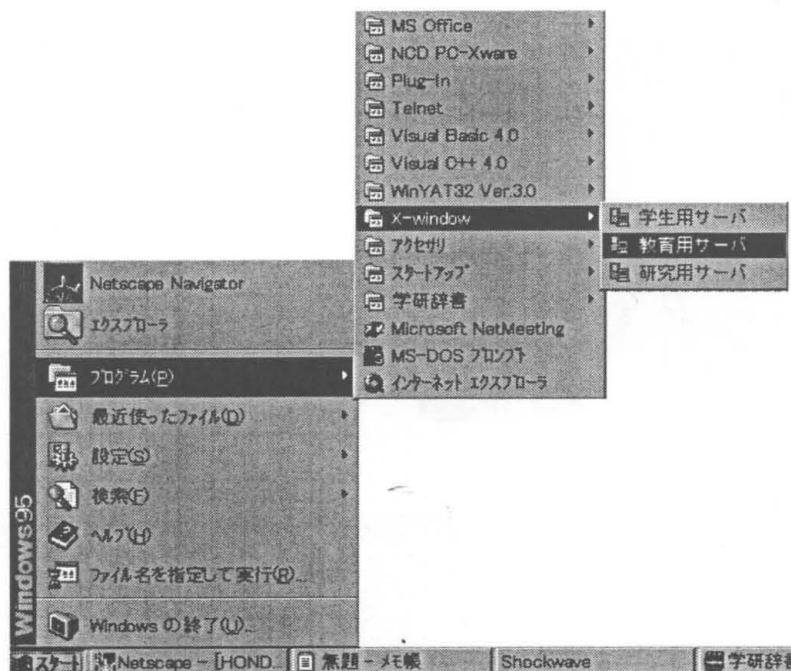 MS Office
NCD PC-Xware
Plug-In
Telnet
Visual Basic 4.0
Visual C++ 4.0
WinYAT32 Ver.3.0
X-window
アクセサリ
スタートアップ
学研辞書
Microsoft NetMeeting
MS-DOS プロンプト
インターネット エクスプローラ
学生用サーバ
教育用サーバ
研究用サーバ
Netscape Navigator
エクスプローラ
プログラム(P)
最近使ったファイル(D)
設定(S)
検索(F)
ヘルプ(H)
ファイル名を指定して実行(R)...
Windows の終了(U)...
Windows95
スタート
Netscape - [HOND...
無題 - メモ帳
Shockwave
学研辞書